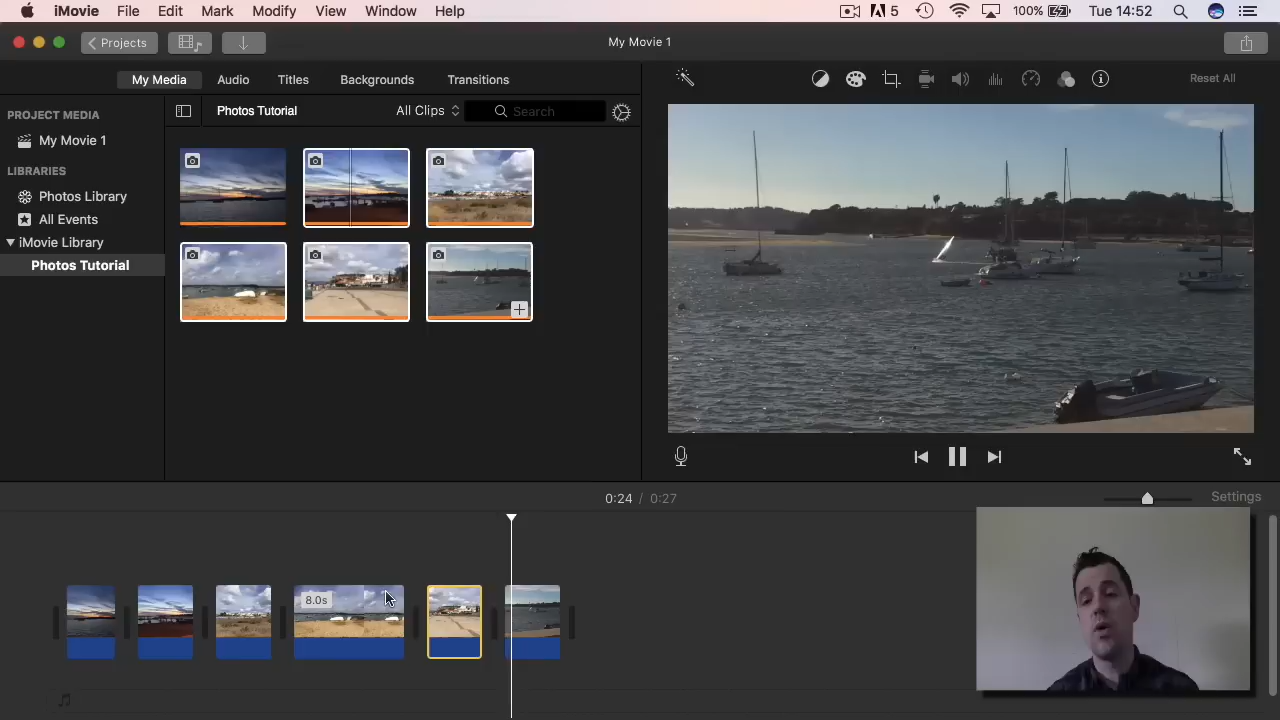 iMovie File Edit Mark Modify View Window Help 5 100% Tue 14:52
Projects My Movie 1
My Media Audio Titles Backgrounds Transitions Reset All
PROJECT MEDIA
My Movie 1
LIBRARIES
Photos Library
All Events
iMovie Library
Photos Tutorial
Photos Tutorial All Clips Search
0:24 / 0:27 Settings
8.0s